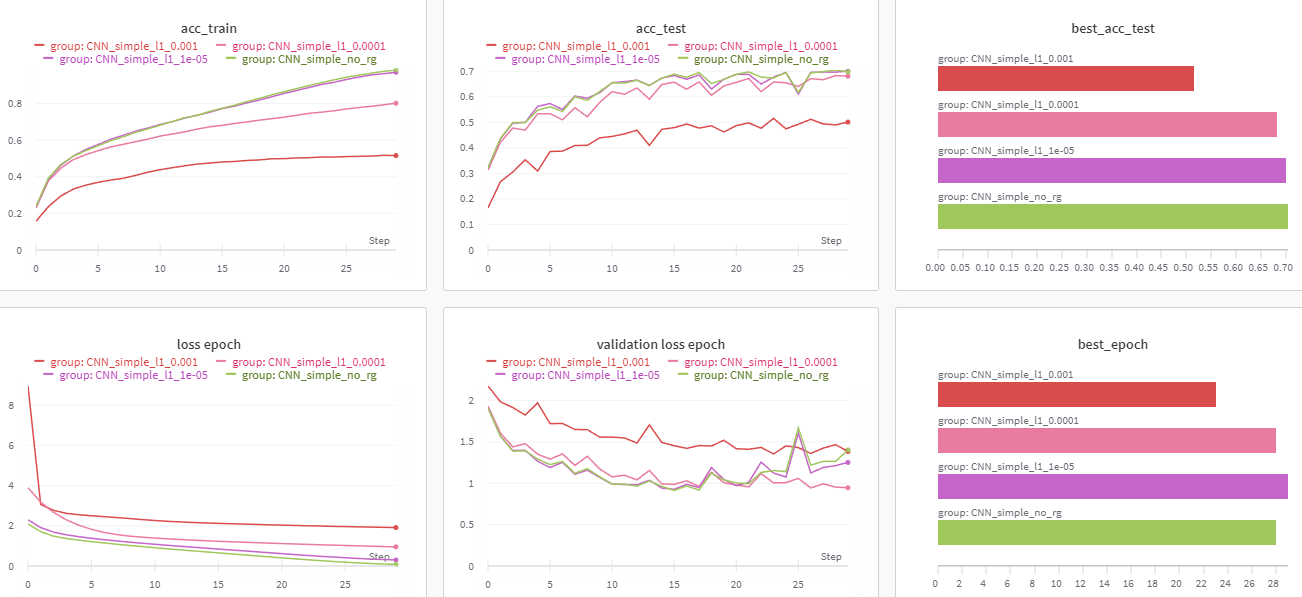 acc_train
group: CNN_simple_l1_0.001 group: CNN_simple_l1_0.0001
group: CNN_simple_l1_1e-05 group: CNN_simple_no_rg
0.8
0.6
0.4
0.2
0
Step
0 5 10 15 20 25
acc_test
group: CNN_simple_l1_0.001 group: CNN_simple_l1_0.0001
group: CNN_simple_l1_1e-05 group: CNN_simple_no_rg
0.7
0.6
0.5
0.4
0.3
0.2
0.1
0
Step
0 5 10 15 20 25
best_acc_test
group: CNN_simple_l1_0.001
group: CNN_simple_l1_0.0001
group: CNN_simple_l1_1e-05
group: CNN_simple_no_rg
0.00 0.05 0.10 0.15 0.20 0.25 0.30 0.35 0.40 0.45 0.50 0.55 0.60 0.65 0.70
loss epoch
group: CNN_simple_l1_0.001 group: CNN_simple_l1_0.0001
group: CNN_simple_l1_1e-05 group: CNN_simple_no_rg
8
6
4
2
0
Step
0 5 10 15 20 25
validation loss epoch
group: CNN_simple_l1_0.001 group: CNN_simple_l1_0.0001
group: CNN_simple_l1_1e-05 group: CNN_simple_no_rg
2
1.5
1
0.5
0
Step
0 5 10 15 20 25
best_epoch
group: CNN_simple_l1_0.001
group: CNN_simple_l1_0.0001
group: CNN_simple_l1_1e-05
group: CNN_simple_no_rg
0 2 4 6 8 10 12 14 16 18 20 22 24 26 28